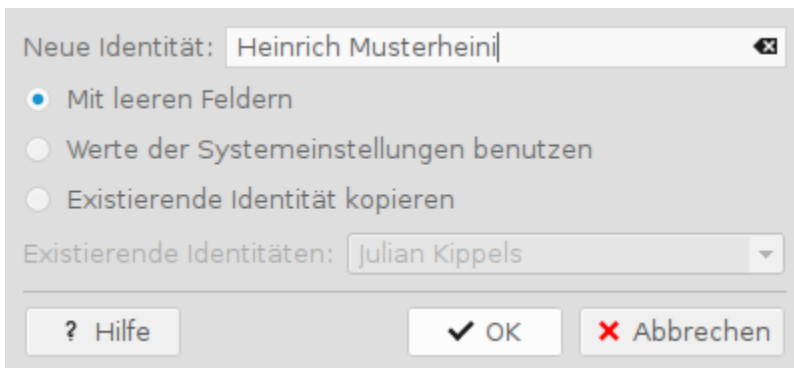 Neue Identität: Heinrich Musterheini
Mit leeren Feldern
Werte der Systemeinstellungen benutzen
Existierende Identität kopieren
Existierende Identitäten: Julian Kippels
? Hilfe OK Abbrechen